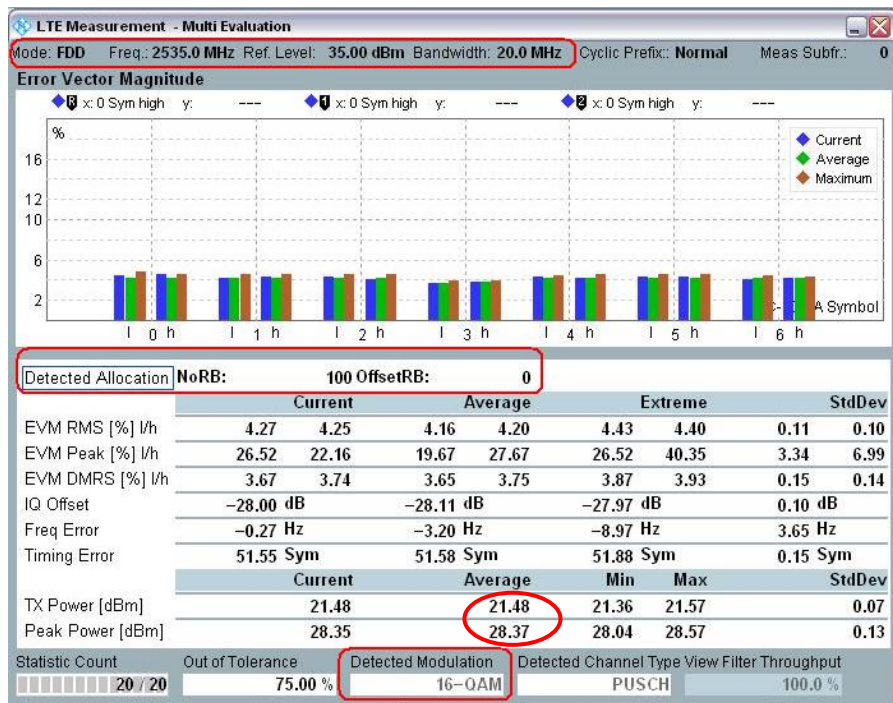 LTE Measurement - Multi Evaluation
Mode: FDD Freq.: 2535.0 MHz Ref. Level: 35.00 dBm Bandwidth: 20.0 MHz Cyclic Prefix:: Normal Meas Subfr.: 0
Error Vector Magnitude
R x: 0 Sym high y: --- 1 x: 0 Sym high y: --- 2 x: 0 Sym high y: ---
%
Current
16
Average
Maximum
12
10
6
2
A Symbol
l 0 h l 1 h l 2 h l 3 h l 4 h l 5 h l 6 h
Detected Allocation NoRB: 100 OffsetRB: 0
Current Average Extreme StdDev
EVM RMS [%] l/h 4.27 4.25 4.16 4.20 4.43 4.40 0.11 0.10
EVM Peak [%] l/h 26.52 22.16 19.67 27.67 26.52 40.35 3.34 6.99
EVM DMRS [%] l/h 3.67 3.74 3.65 3.75 3.87 3.93 0.15 0.14
IQ Offset −28.00 dB −28.11 dB −27.97 dB 0.10 dB
Freq Error −0.27 Hz −3.20 Hz −8.97 Hz 3.65 Hz
Timing Error 51.55 Sym 51.58 Sym 51.88 Sym 0.15 Sym
Current Average Min Max StdDev
TX Power [dBm] 21.48 21.48 21.36 21.57 0.07
Peak Power [dBm] 28.35 28.37 28.04 28.57 0.13
Statistic Count Out of Tolerance Detected Modulation Detected Channel Type View Filter Throughput
20 / 20 75.00 % 16−QAM PUSCH 100.0 %